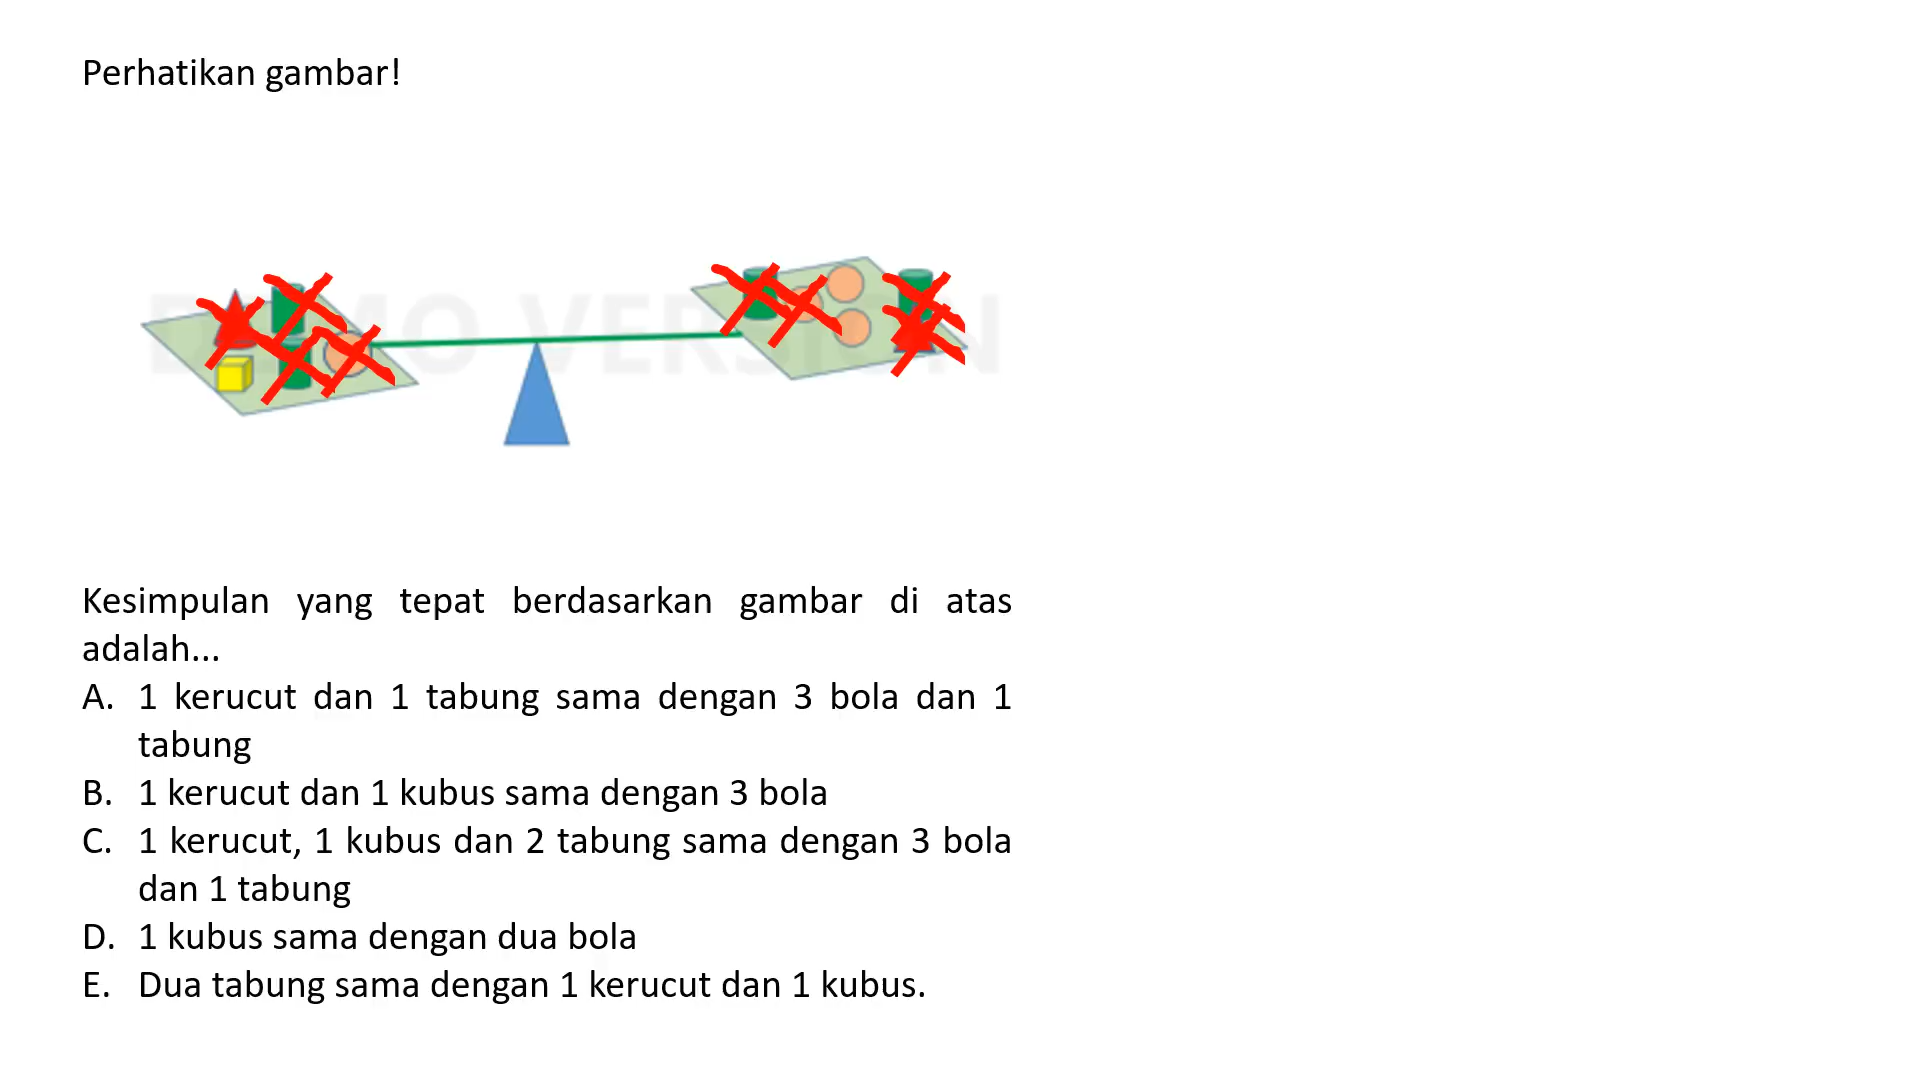 Perhatikan gambar!
DEMO VERSION
Kesimpulan yang tepat berdasarkan gambar di atas
adalah...
A. 1 kerucut dan 1 tabung sama dengan 3 bola dan 1
tabung
B. 1 kerucut dan 1 kubus sama dengan 3 bola
C. 1 kerucut, 1 kubus dan 2 tabung sama dengan 3 bola
dan 1 tabung
D. 1 kubus sama dengan dua bola
E. Dua tabung sama dengan 1 kerucut dan 1 kubus.